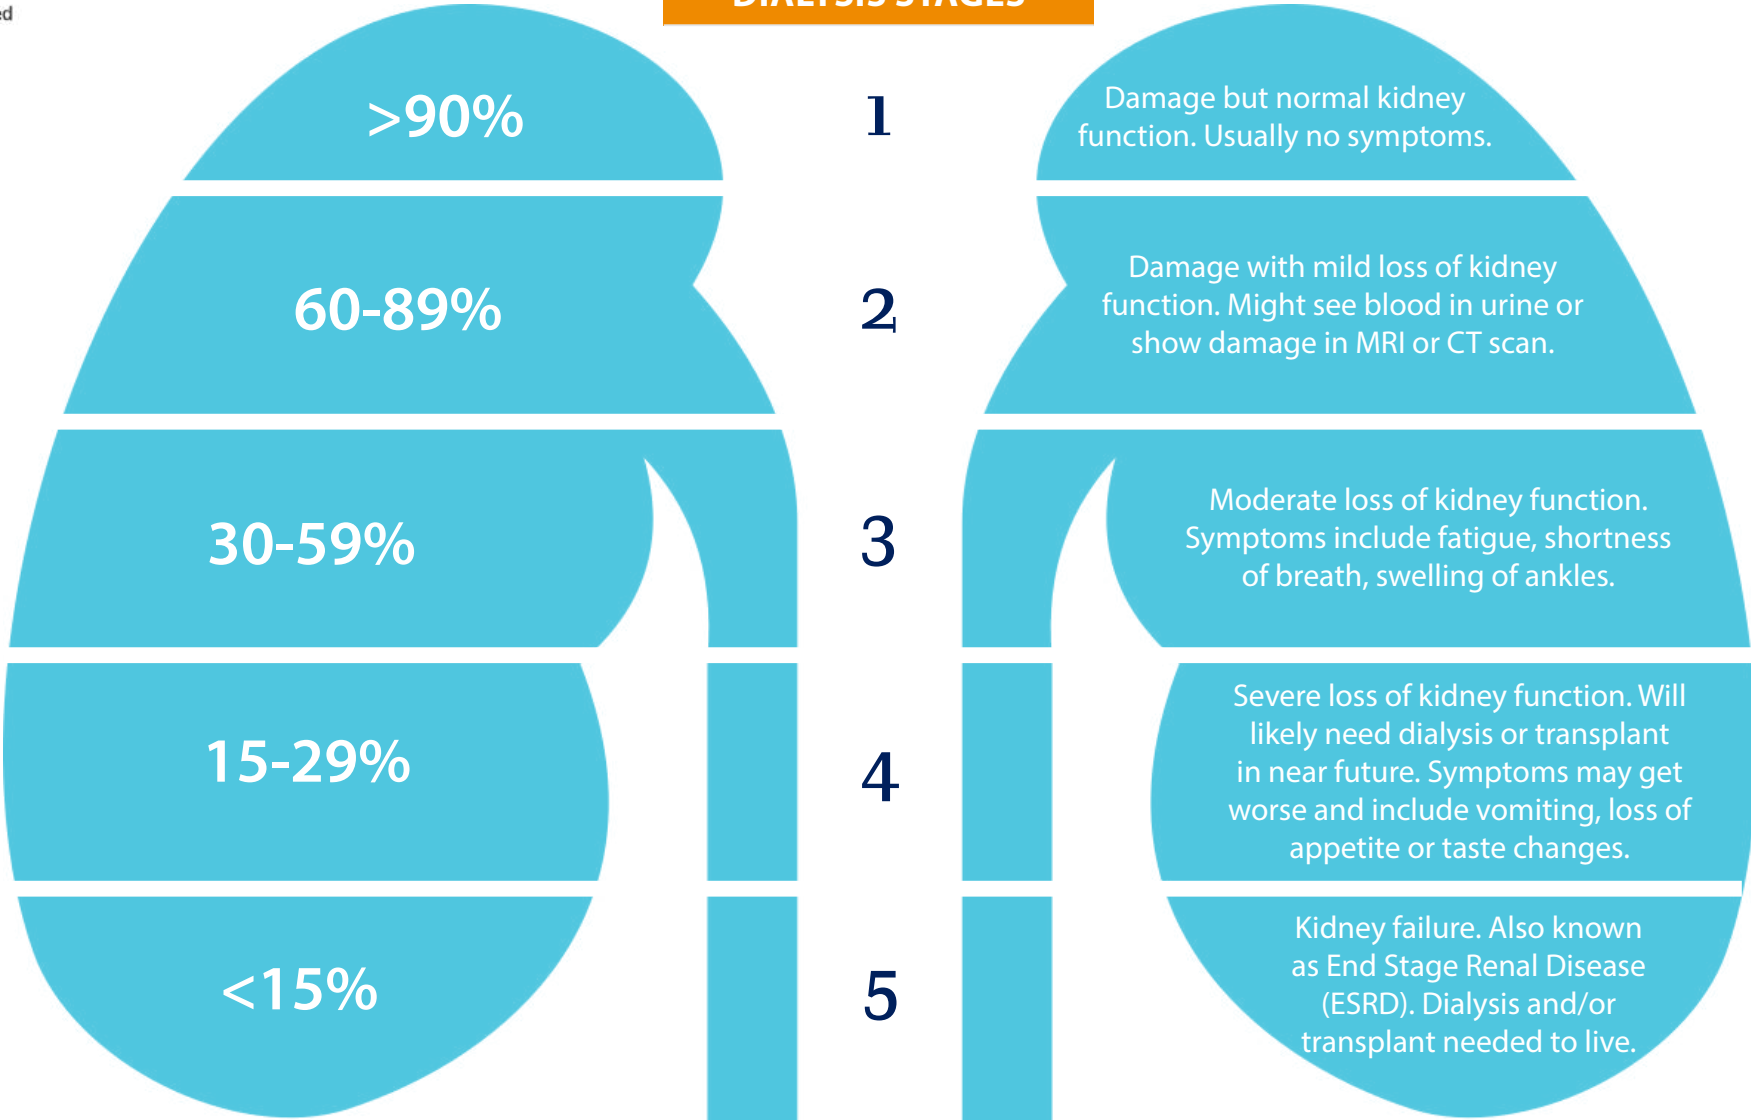 DIALYSIS STAGES
>90%
1
Damage but normal kidney
function. Usually no symptoms.
60-89%
2
Damage with mild loss of kidney
function. Might see blood in urine or
show damage in MRI or CT scan.
30-59%
3
Moderate loss of kidney function.
Symptoms include fatigue, shortness
of breath, swelling of ankles.
15-29%
4
Severe loss of kidney function. Will
likely need dialysis or transplant
in near future. Symptoms may get
worse and include vomiting, loss of
appetite or taste changes.
<15%
5
Kidney failure. Also known
as End Stage Renal Disease
(ESRD). Dialysis and/or
transplant needed to live.